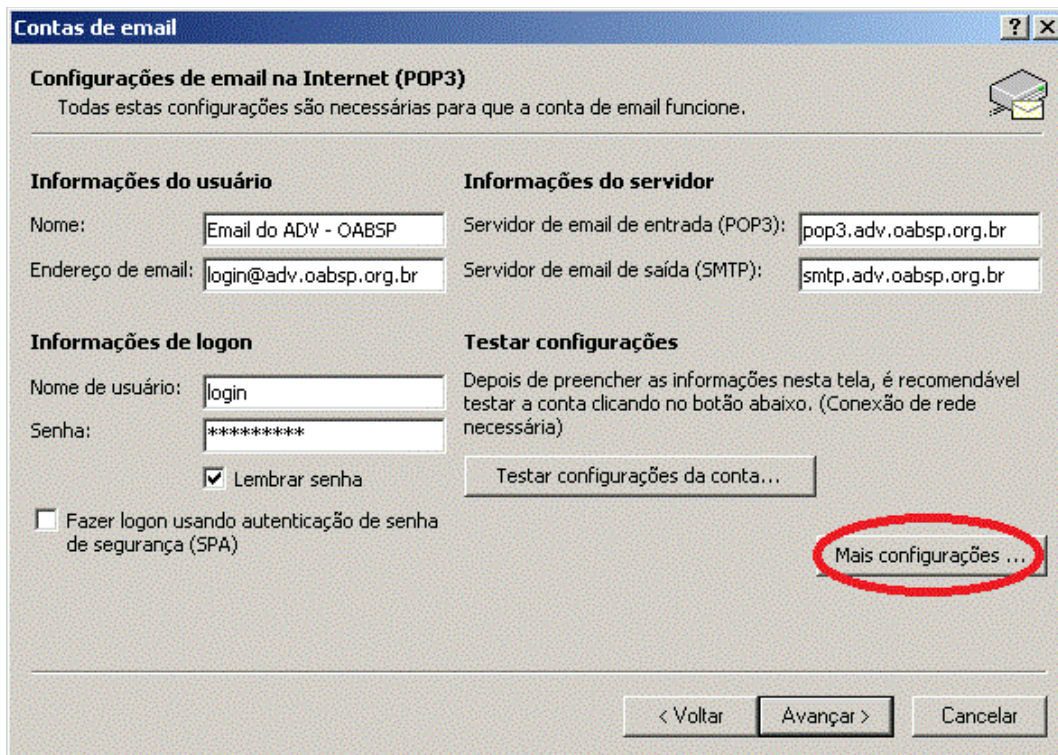 Contas de email
Configurações de email na Internet (POP3)
Todas estas configurações são necessárias para que a conta de email funcione.
Informações do usuário
Nome: Email do ADV - OABSP
Endereço de email: login@adv.oabsp.org.br
Informações do servidor
Servidor de email de entrada (POP3): pop3.adv.oabsp.org.br
Servidor de email de saída (SMTP): smtp.adv.oabsp.org.br
Informações de logon
Nome de usuário: login
Senha: *********
Lembrar senha
Fazer logon usando autenticação de senha
de segurança (SPA)
Testar configurações
Depois de preencher as informações nesta tela, é recomendável
testar a conta clicando no botão abaixo. (Conexão de rede
necessária)
Testar configurações da conta...
Mais configurações ...
< Voltar
Avançar >
Cancelar